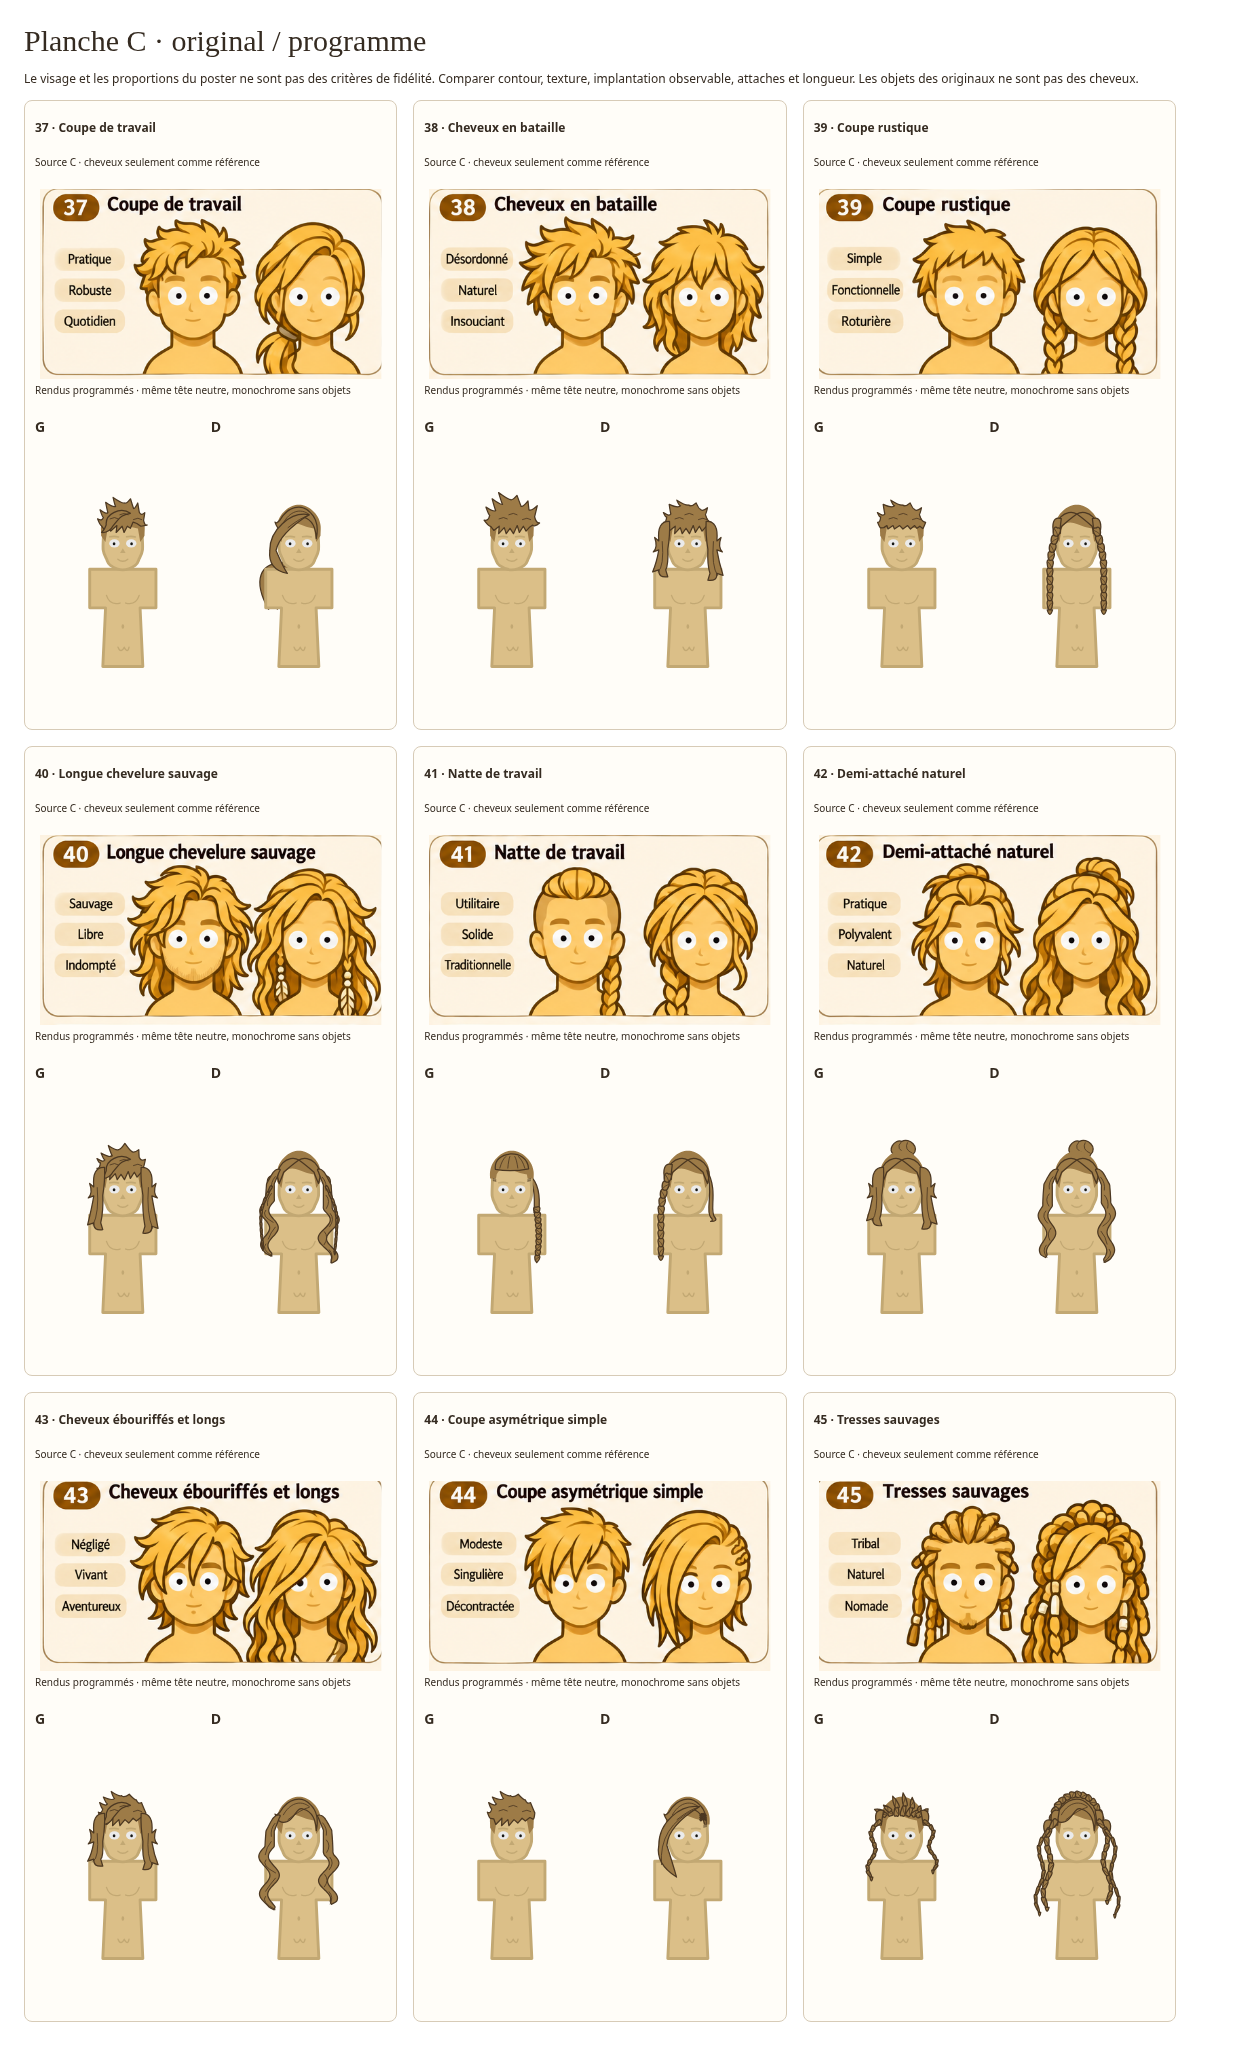 Planche C · original / programme
Le visage et les proportions du poster ne sont pas des critères de fidélité. Comparer contour, texture, implantation observable, attaches et longueur. Les objets des originaux ne sont pas des cheveux.
37 · Coupe de travail
Source C · cheveux seulement comme référence
37 Coupe de travail
Pratique
Robuste
Quotidien
Rendus programmés · même tête neutre, monochrome sans objets
G D
38 · Cheveux en bataille
Source C · cheveux seulement comme référence
38 Cheveux en bataille
Désordonné
Naturel
Insouciant
Rendus programmés · même tête neutre, monochrome sans objets
G D
39 · Coupe rustique
Source C · cheveux seulement comme référence
39 Coupe rustique
Simple
Fonctionnelle
Roturière
Rendus programmés · même tête neutre, monochrome sans objets
G D
40 · Longue chevelure sauvage
Source C · cheveux seulement comme référence
40 Longue chevelure sauvage
Sauvage
Libre
Indompté
Rendus programmés · même tête neutre, monochrome sans objets
G D
41 · Natte de travail
Source C · cheveux seulement comme référence
41 Natte de travail
Utilitaire
Solide
Traditionnelle
Rendus programmés · même tête neutre, monochrome sans objets
G D
42 · Demi-attaché naturel
Source C · cheveux seulement comme référence
42 Demi-attaché naturel
Pratique
Polyvalent
Naturel
Rendus programmés · même tête neutre, monochrome sans objets
G D
43 · Cheveux ébouriffés et longs
Source C · cheveux seulement comme référence
43 Cheveux ébouriffés et longs
Négligé
Vivant
Aventureux
Rendus programmés · même tête neutre, monochrome sans objets
G D
44 · Coupe asymétrique simple
Source C · cheveux seulement comme référence
44 Coupe asymétrique simple
Modeste
Singulière
Décontractée
Rendus programmés · même tête neutre, monochrome sans objets
G D
45 · Tresses sauvages
Source C · cheveux seulement comme référence
45 Tresses sauvages
Tribal
Naturel
Nomade
Rendus programmés · même tête neutre, monochrome sans objets
G D